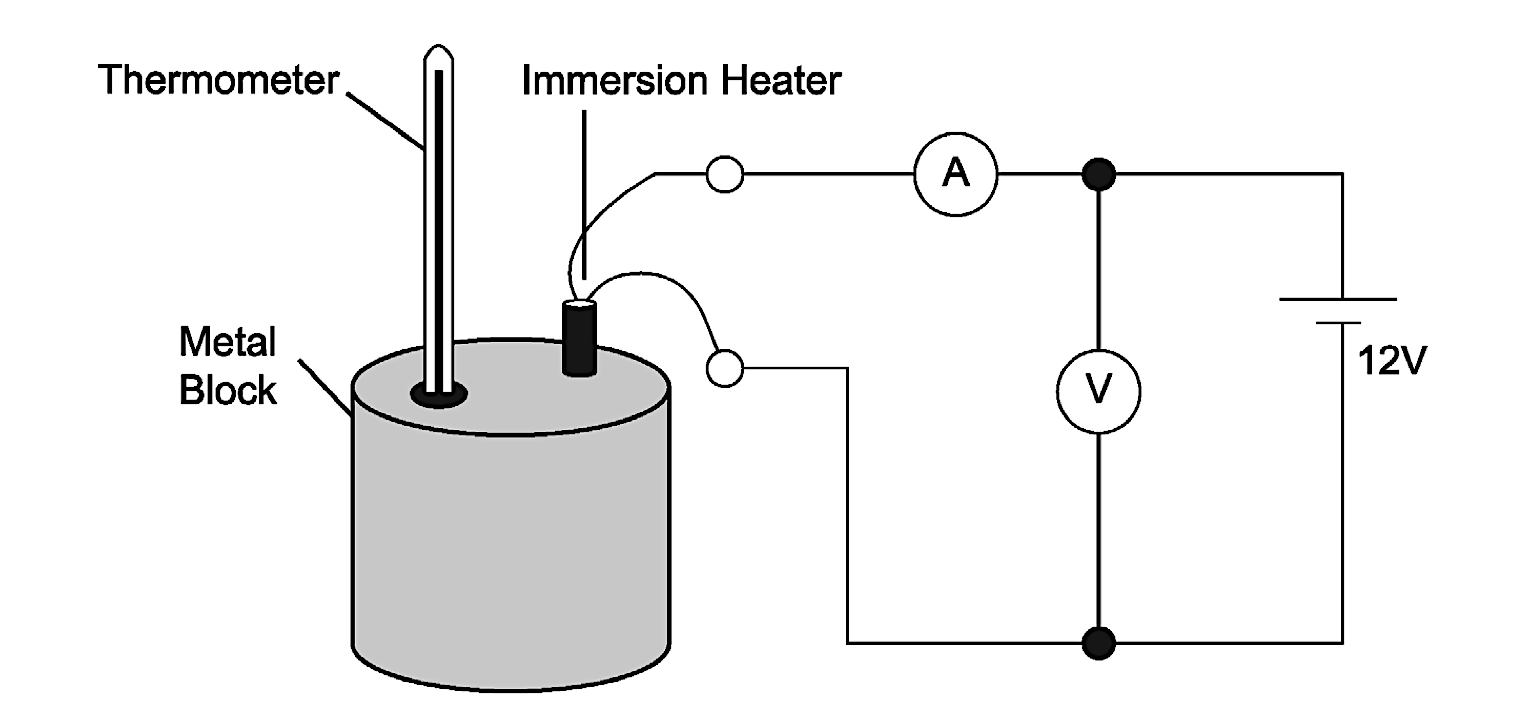 Thermometer
Immersion Heater
A
Metal
Block
V
12V